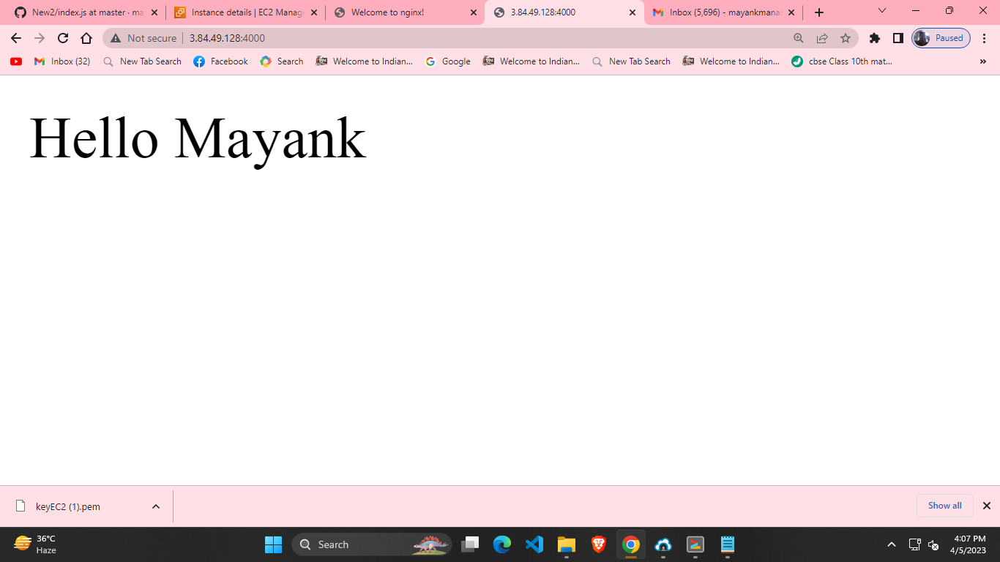 New2/index.js at master · ma
Instance details | EC2 Manage
Welcome to nginx!
3.84.49.128:4000
Inbox (5,696) - mayankmanas
Not secure
3.84.49.128:4000
Paused
Inbox (32)
New Tab Search
Facebook
Search
Welcome to Indian...
Google
Welcome to Indian...
New Tab Search
Welcome to Indian...
cbse Class 10th mat...
Hello Mayank
keyEC2 (1).pem
Show all
36°C
Haze
Search
4:07 PM
4/5/2023